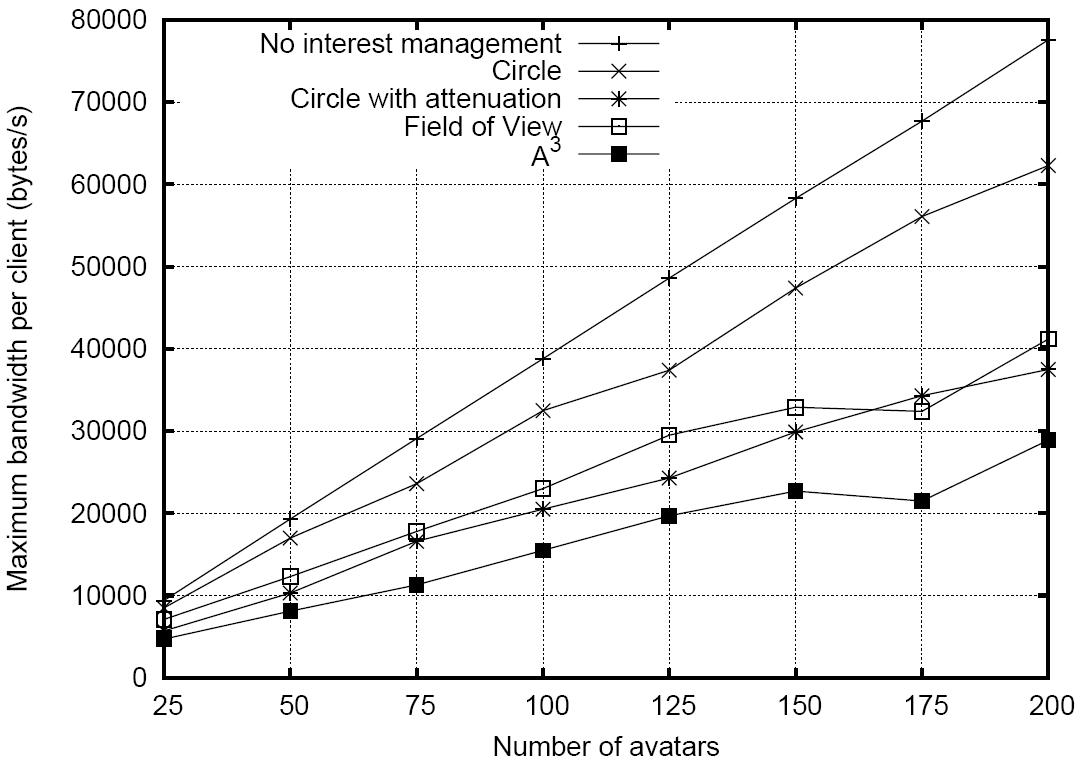 80000
70000
60000
50000
40000
30000
20000
10000
0
Maximum bandwidth per client (bytes/s)
No interest management
Circle
Circle with attenuation
Field of View
A³
25 50 75 100 125 150 175 200
Number of avatars